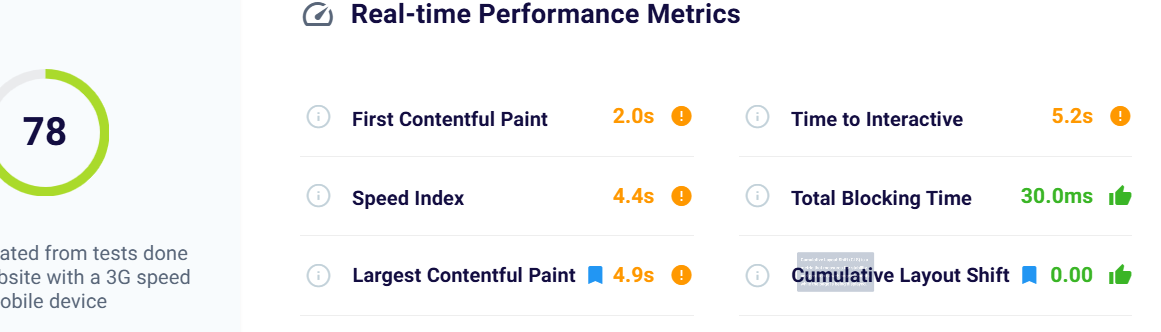 Real-time Performance Metrics
78
First Contentful Paint 2.0s
Time to Interactive 5.2s
Speed Index 4.4s
Total Blocking Time 30.0ms
Largest Contentful Paint 4.9s
Cumulative Layout Shift 0.00
ated from tests done
bsite with a 3G speed
obile device